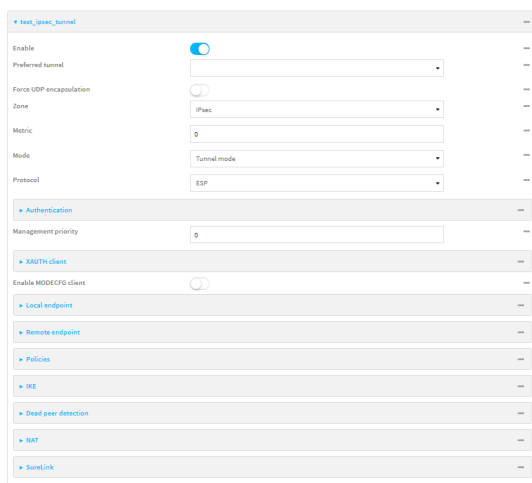 test_ipsec_tunnel
Enable
Preferred tunnel
Force UDP encapsulation
Zone
IPsec
Metric
0
Mode
Tunnel mode
Protocol
ESP
Authentication
Management priority
0
XAUTH client
Enable MODECFG client
Local endpoint
Remote endpoint
Policies
IKE
Dead peer detection
NAT
SureLink